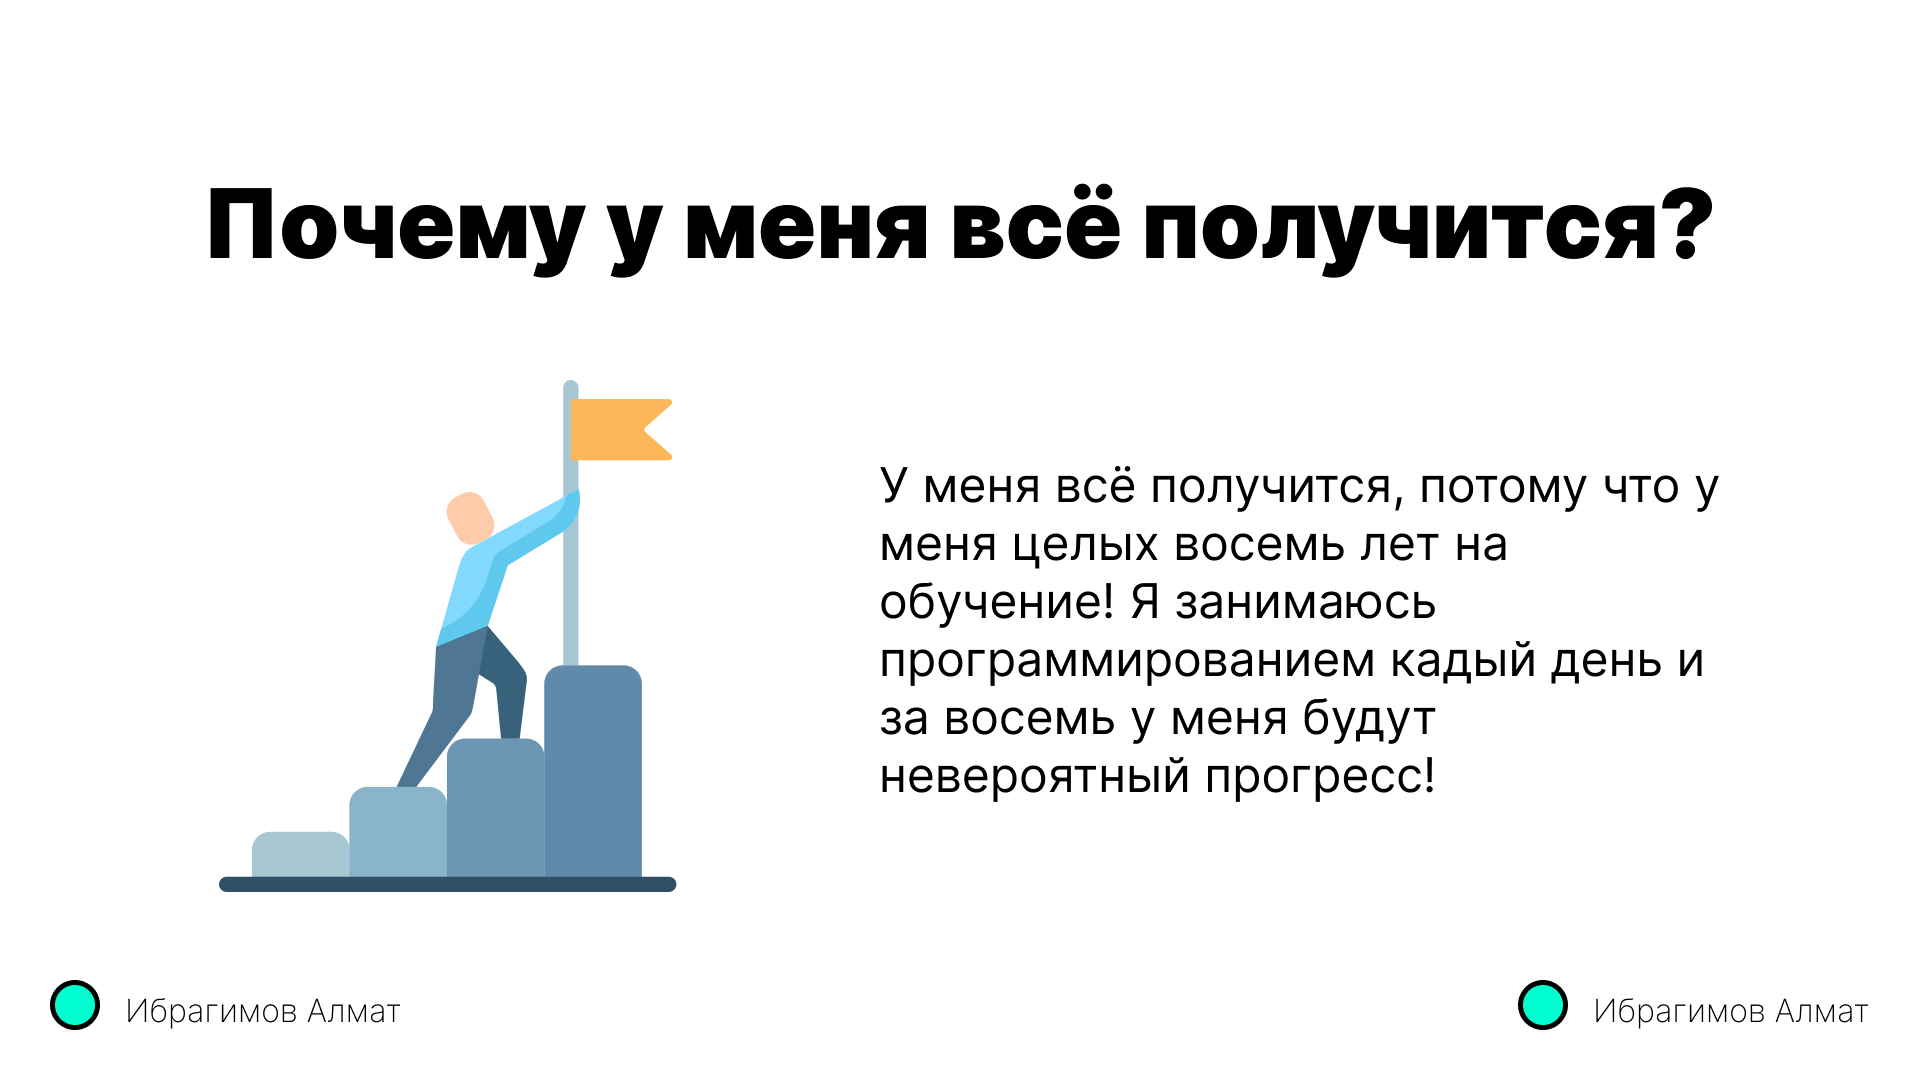 Почему у меня всё получится?
У меня всё получится, потому что у
меня целых восемь лет на
обучение! Я занимаюсь
программированием кадый день и
за восемь у меня будут
невероятный прогресс!
Ибрагимов Алмат
Ибрагимов Алмат